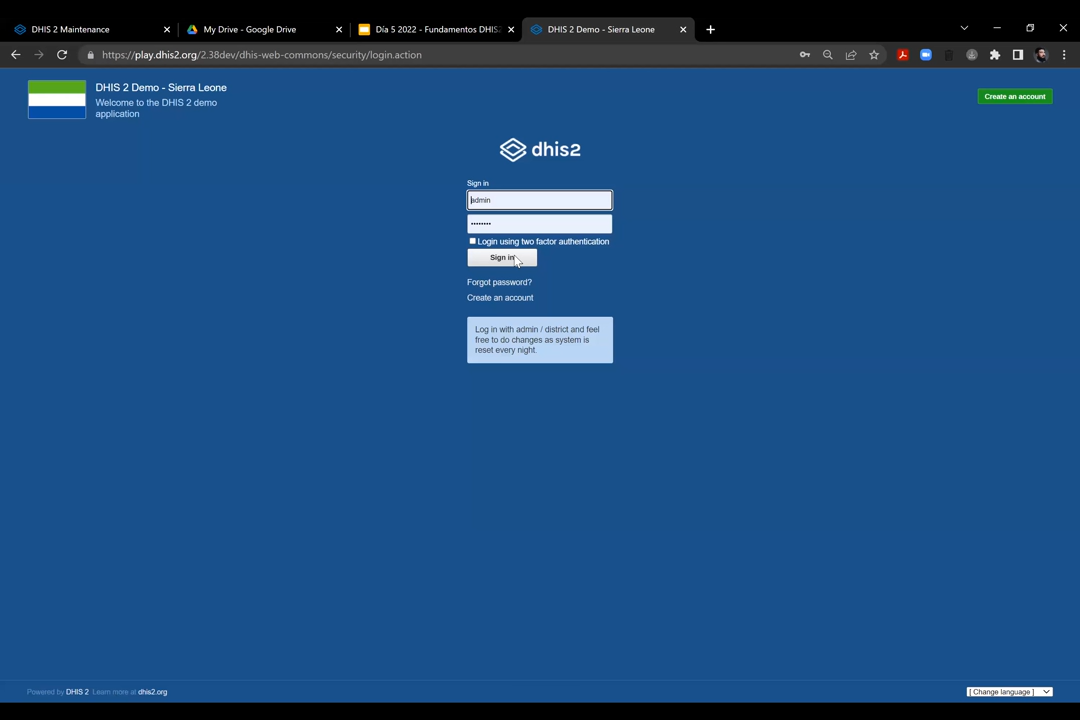 DHIS 2 Maintenance
My Drive - Google Drive
Día 5 2022 - Fundamentos DHIS2
DHIS 2 Demo - Sierra Leone
https://play.dhis2.org/2.38dev/dhis-web-commons/security/login.action
DHIS 2 Demo - Sierra Leone
Welcome to the DHIS 2 demo
application
Create an account
dhis2
Sign in
admin
••••••••
Login using two factor authentication
Sign in
Forgot password?
Create an account
Log in with admin / district and feel
free to do changes as system is
reset every night.
Powered by DHIS 2 Learn more at dhis2.org
[ Change language ]